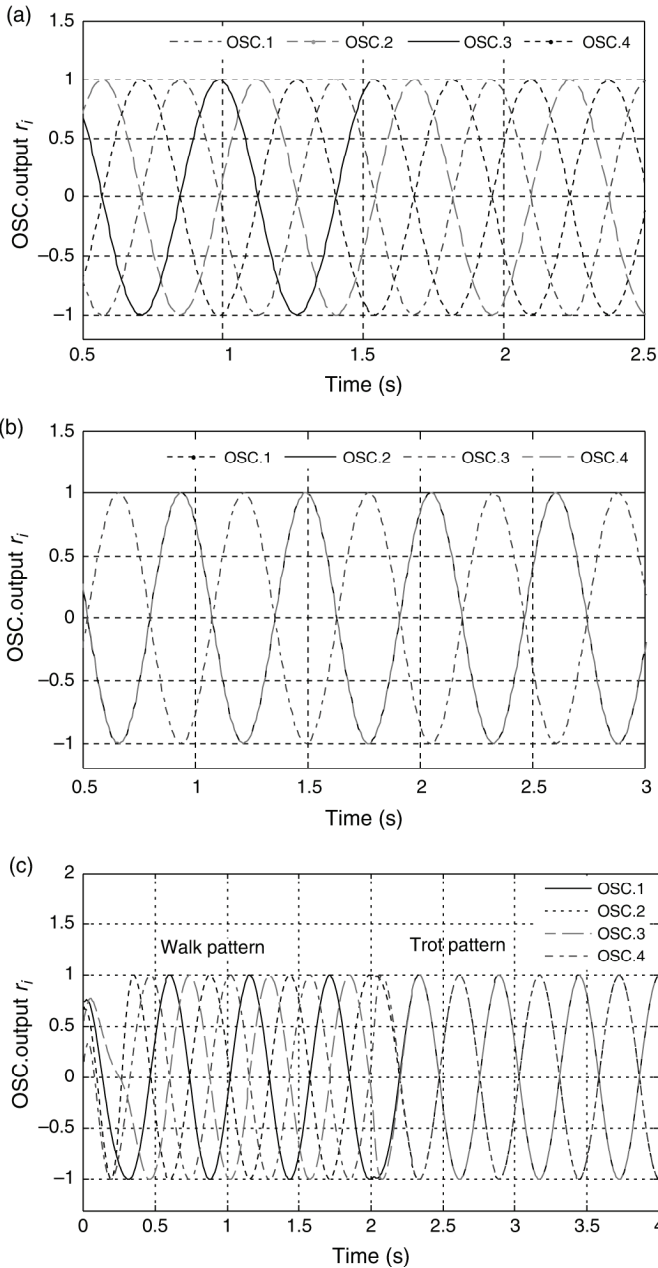 (a)
1.5
OSC.1 OSC.2 OSC.3 OSC.4
1
0.5
0
−0.5
−1
OSC.output ri
0.5 1 1.5 2 2.5
Time (s)
(b)
1.5
OSC.1 OSC.2 OSC.3 OSC.4
1
0.5
0
−0.5
−1
OSC.output ri
0.5 1 1.5 2 2.5 3
Time (s)
(c)
2
OSC.1
OSC.2
OSC.3
OSC.4
1.5
Walk pattern Trot pattern
1
0.5
0
−0.5
−1
OSC.output ri
0 0.5 1 1.5 2 2.5 3 3.5 4
Time (s)